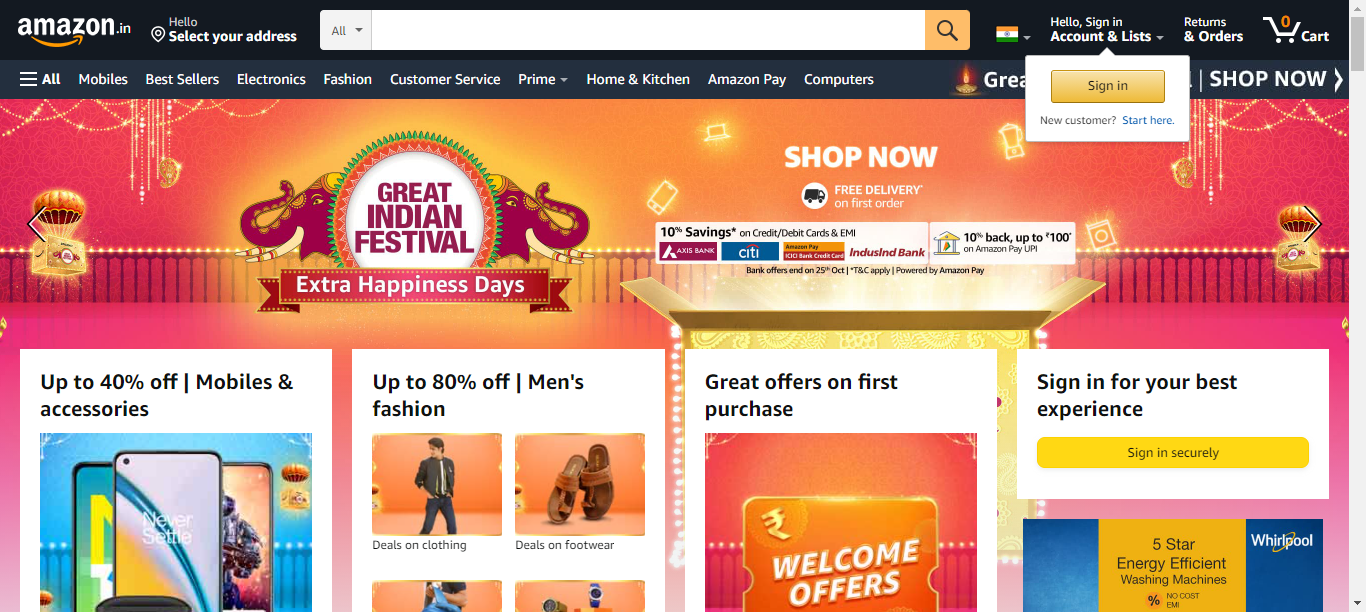 amazon.in
Hello
Select your address
All
Hello, Sign in
Account & Lists
Returns
& Orders
0
Cart
All
Mobiles
Best Sellers
Electronics
Fashion
Customer Service
Prime
Home & Kitchen
Amazon Pay
Computers
SHOP NOW
Sign in
New customer? Start here.
GREAT
INDIAN
FESTIVAL
Extra Happiness Days
SHOP NOW
FREE DELIVERY*
on first order
10% Savings* on Credit/Debit Cards & EMI
AXIS BANK
citi
Amazon Pay
ICICI Bank Credit Card
IndusInd Bank
10% back, up to ₹100*
on Amazon Pay UPI
Bank offers end on 25th Oct | *T&C apply | Powered by Amazon Pay
Up to 40% off | Mobiles &
accessories
Never
Settle
Up to 80% off | Men's
fashion
Deals on clothing
Deals on footwear
Great offers on first
purchase
₹
WELCOME
OFFERS
Sign in for your best
experience
Sign in securely
5 Star
Energy Efficient
Washing Machines
% NO COST
EMI
Whirlpool